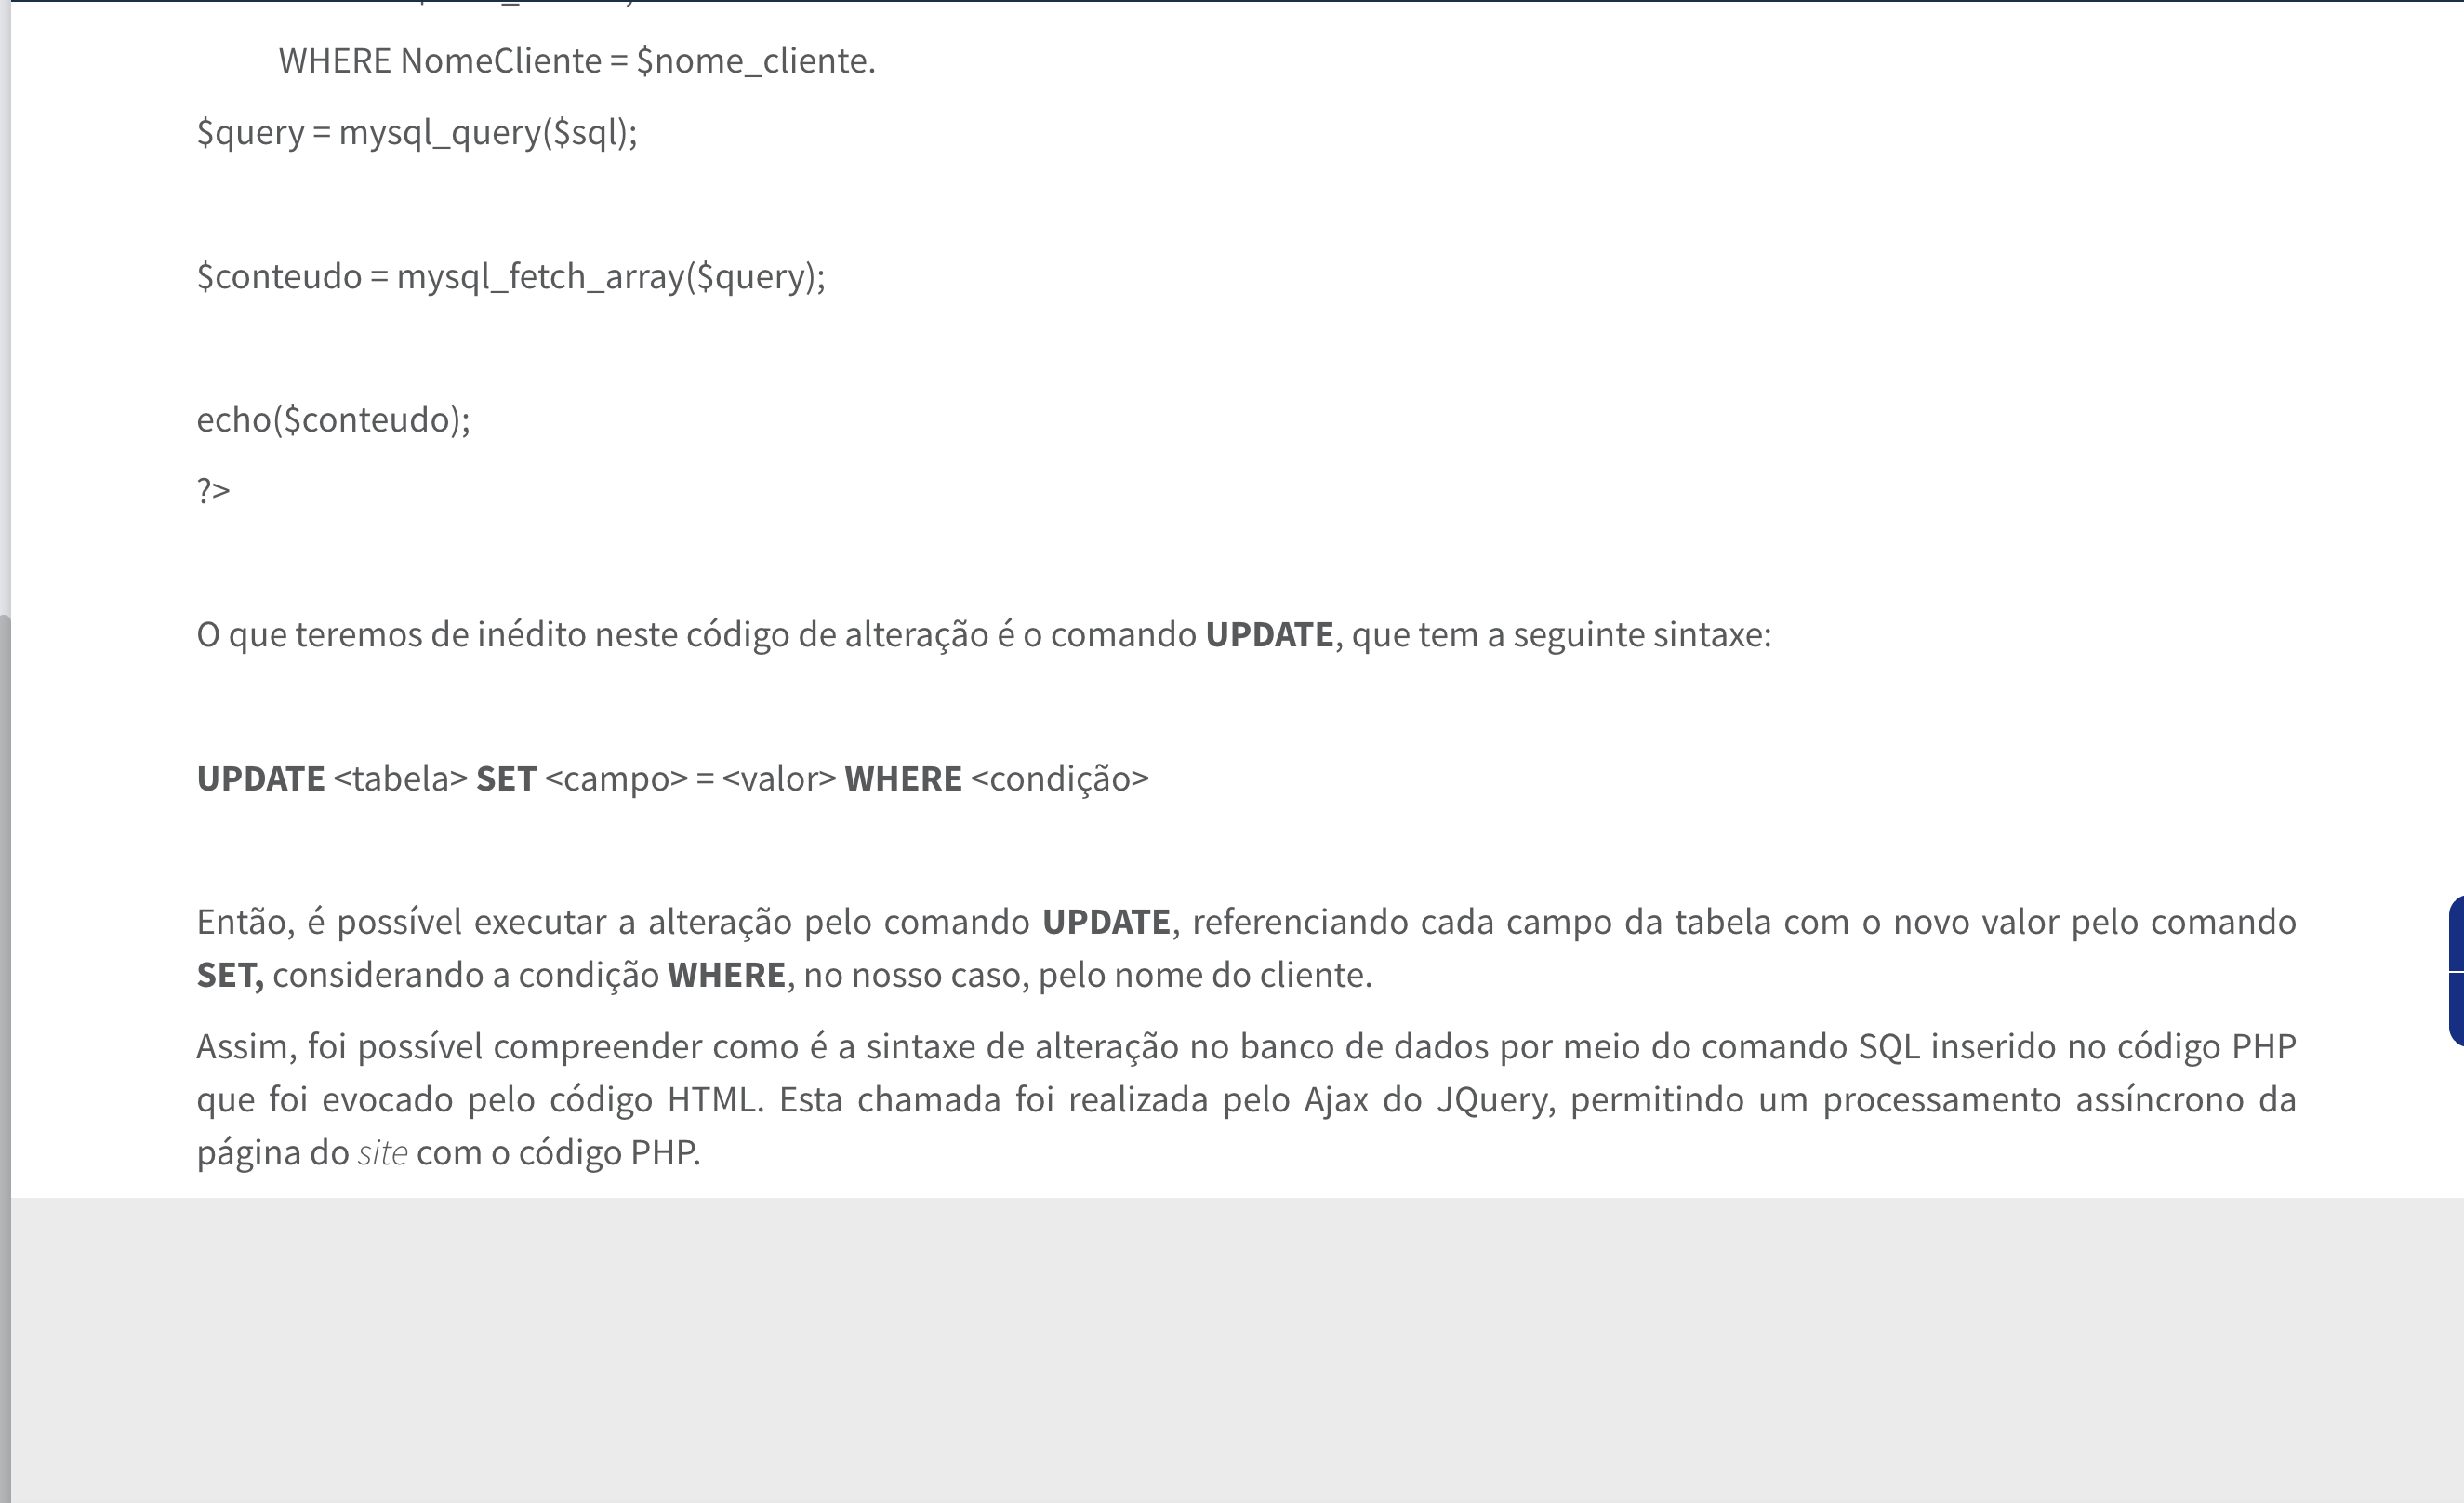 WHERE NomeCliente = $nome_cliente.
$query = mysql_query($sql);
$conteudo = mysql_fetch_array($query);
echo($conteudo);
?>
O que teremos de inédito neste código de alteração é o comando UPDATE, que tem a seguinte sintaxe:
UPDATE <tabela> SET <campo> = <valor> WHERE <condição>
Então, é possível executar a alteração pelo comando UPDATE, referenciando cada campo da tabela com o novo valor pelo comando
SET, considerando a condição WHERE, no nosso caso, pelo nome do cliente.
Assim, foi possível compreender como é a sintaxe de alteração no banco de dados por meio do comando SQL inserido no código PHP
que foi evocado pelo código HTML. Esta chamada foi realizada pelo Ajax do JQuery, permitindo um processamento assíncrono da
página do site com o código PHP.